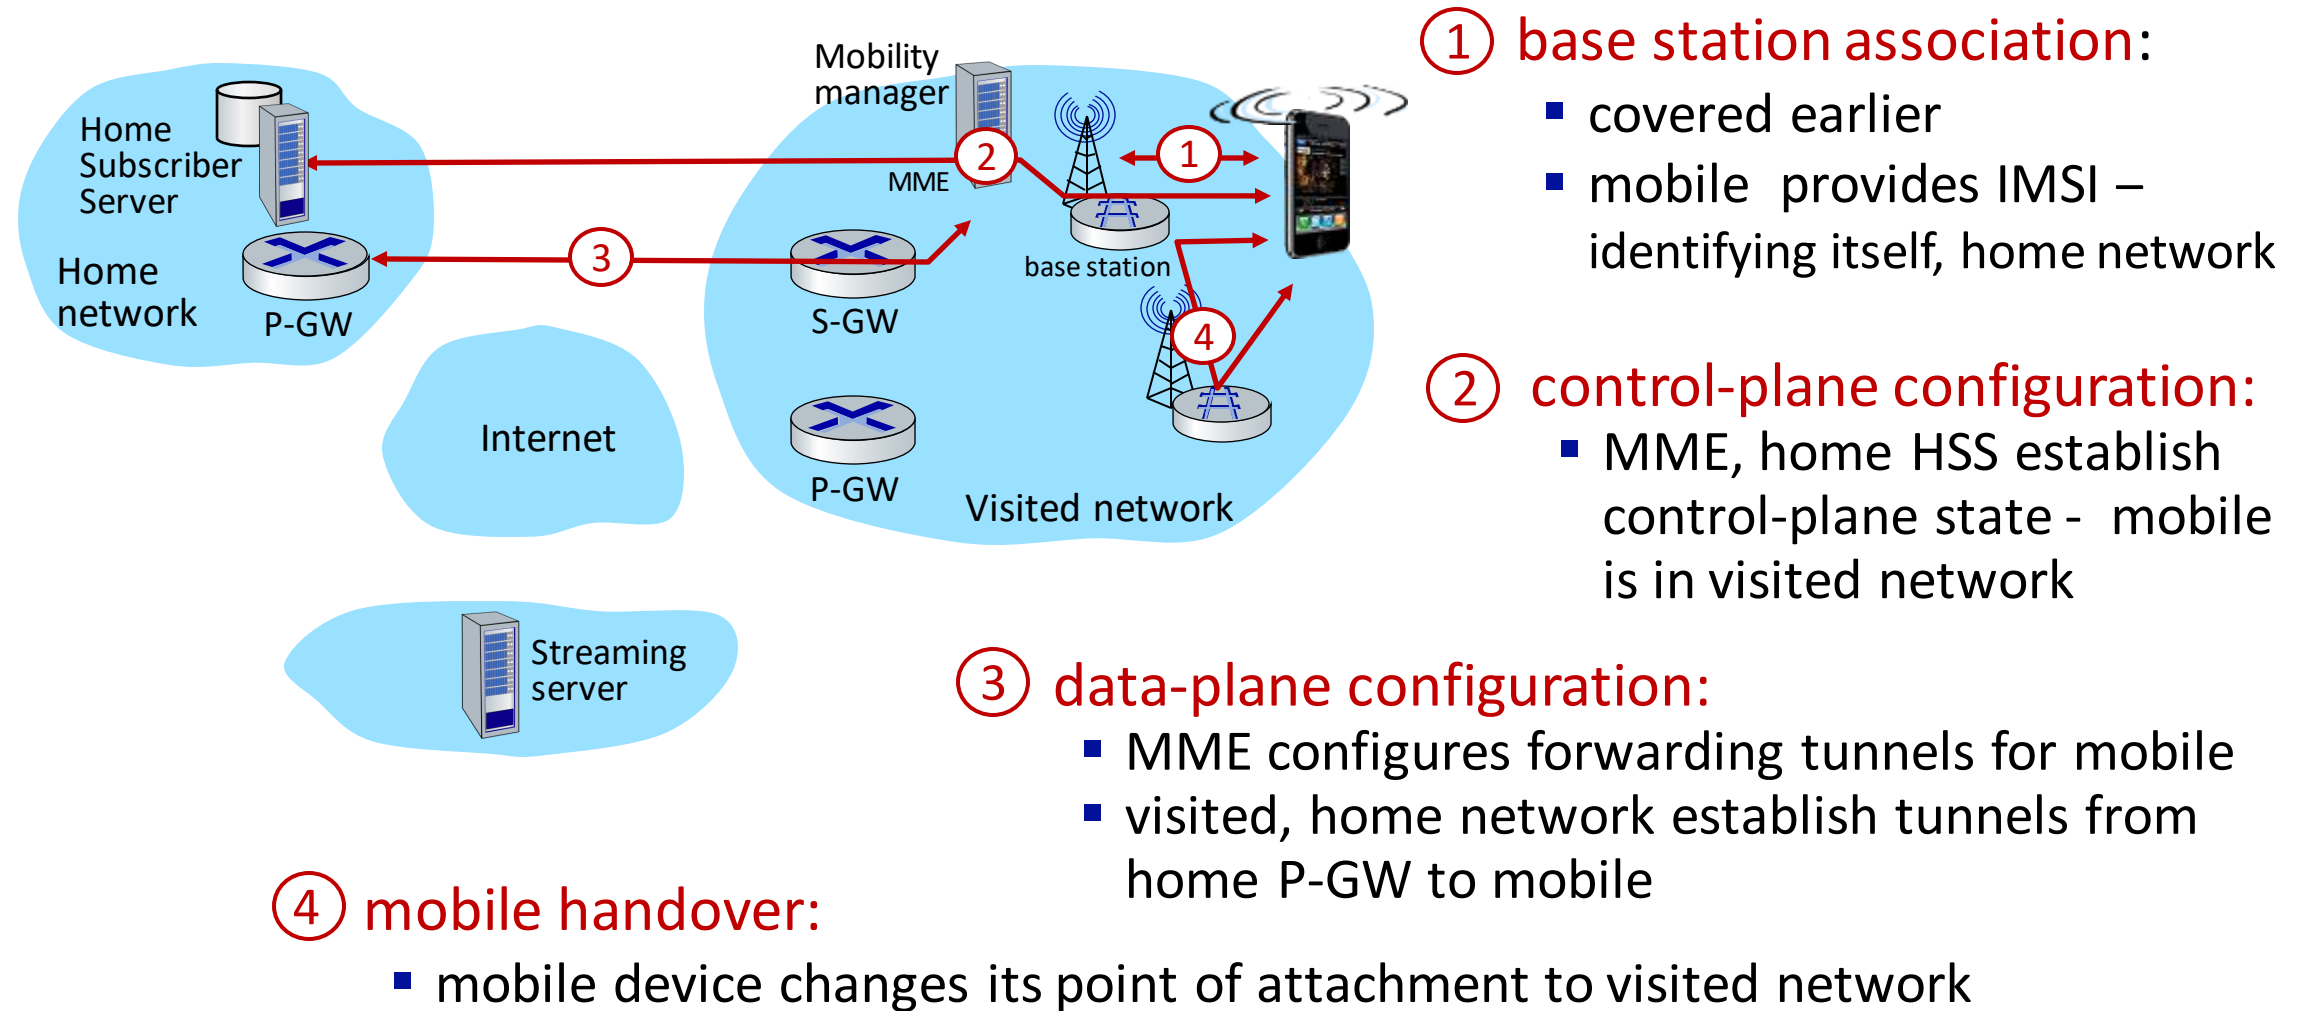 Mobility
manager
Home
Subscriber
Server
MME
Home
network
P-GW
S-GW
base station
Internet
P-GW
Visited network
Streaming
server
1
2
3
4
1 base station association:
covered earlier
mobile provides IMSI –
identifying itself, home network
2 control-plane configuration:
MME, home HSS establish
control-plane state - mobile
is in visited network
3 data-plane configuration:
MME configures forwarding tunnels for mobile
visited, home network establish tunnels from
home P-GW to mobile
4 mobile handover:
mobile device changes its point of attachment to visited network